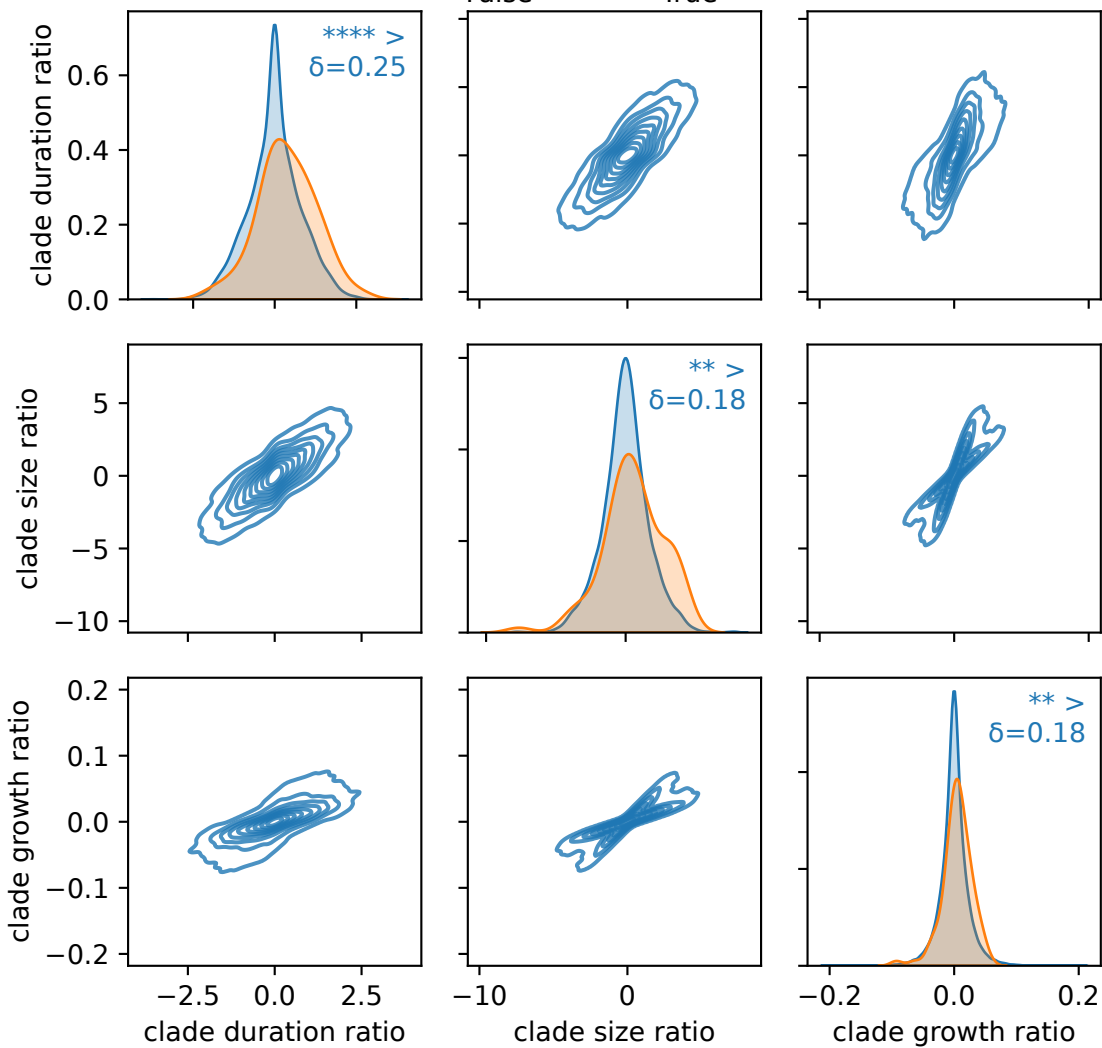 False True
clade duration ratio
0.6
0.4
0.2
0.0
**** >
δ=0.25
clade size ratio
5
0
−5
−10
** >
δ=0.18
clade growth ratio
0.2
0.1
0.0
−0.1
−0.2
** >
δ=0.18
−2.5 0.0 2.5
−10 0
−0.2 0.0 0.2
clade duration ratio
clade size ratio
clade growth ratio